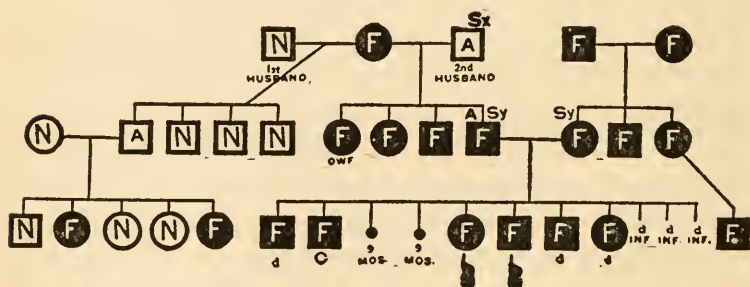 Sx
N F A F F
1st 2nd
HUSBAND, HUSBAND
A Sy Sy
N A N N N F F F F F F F
OWF
N F N N F F F F F F F d d d F
d C 9 9 d d INF. INF. INF.
MOS. MOS.